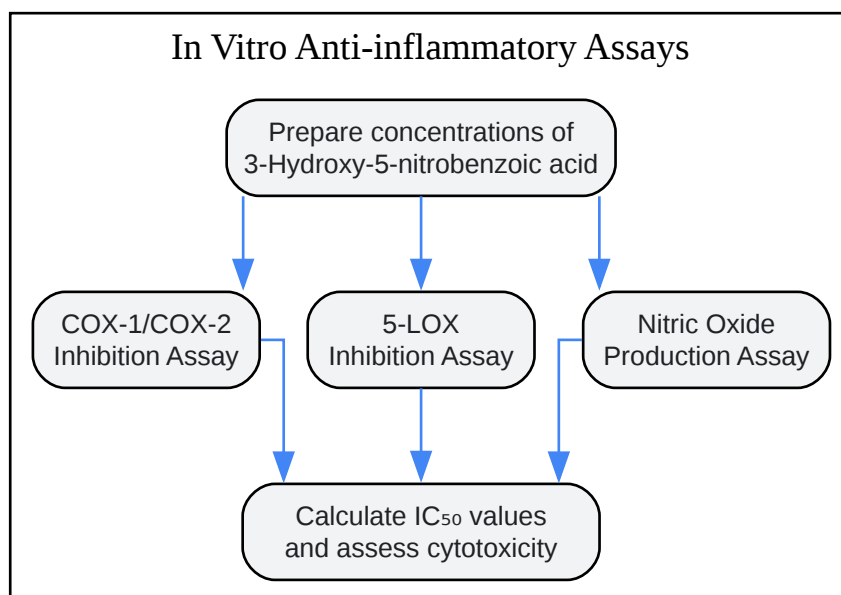 In Vitro Anti-inflammatory Assays
Prepare concentrations of
3-Hydroxy-5-nitrobenzoic acid
COX-1/COX-2
Inhibition Assay
5-LOX
Inhibition Assay
Nitric Oxide
Production Assay
Calculate IC₅₀ values
and assess cytotoxicity